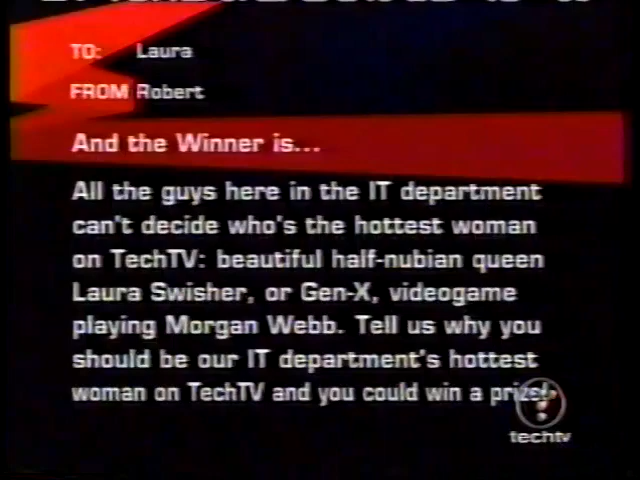 TO: Laura
FROM Robert
And the Winner is...
All the guys here in the IT department
can't decide who's the hottest woman
on TechTV: beautiful half-nubian queen
Laura Swisher, or Gen-X, videogame
playing Morgan Webb. Tell us why you
should be our IT department's hottest
woman on TechTV and you could win a prize!
?
techtv